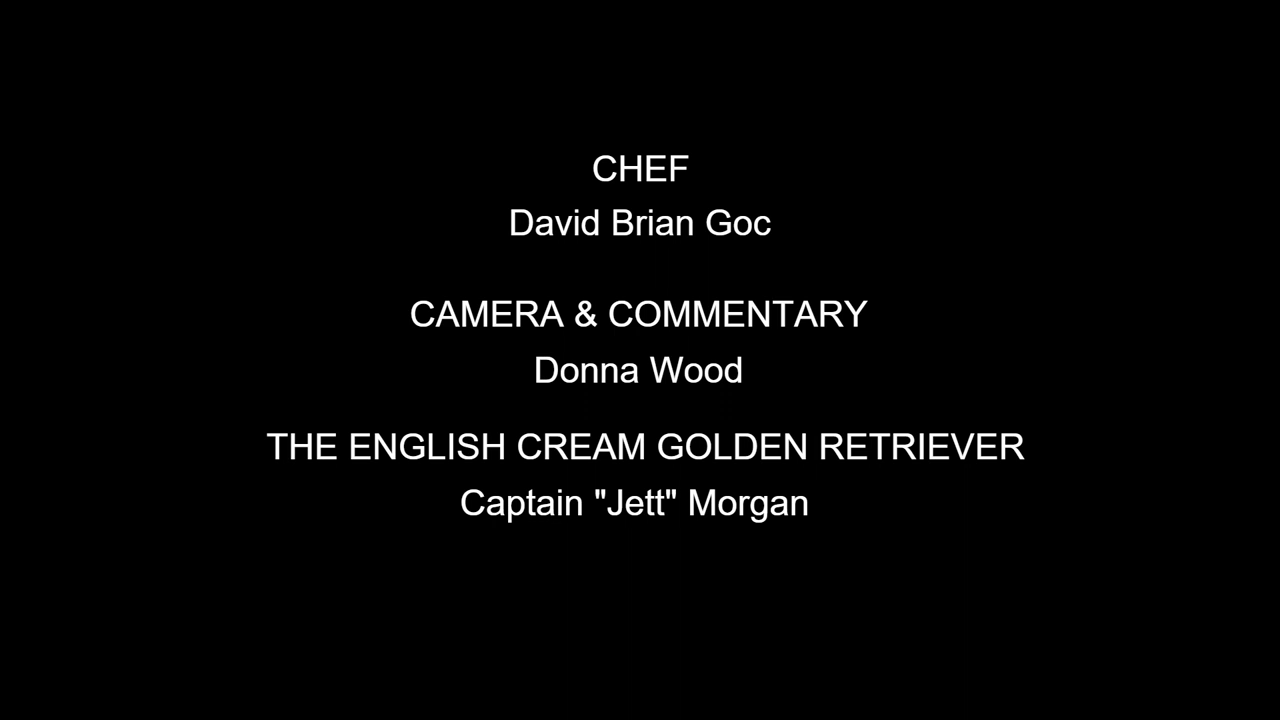 CHEF
David Brian Goc
CAMERA & COMMENTARY
Donna Wood
THE ENGLISH CREAM GOLDEN RETRIEVER
Captain "Jett" Morgan